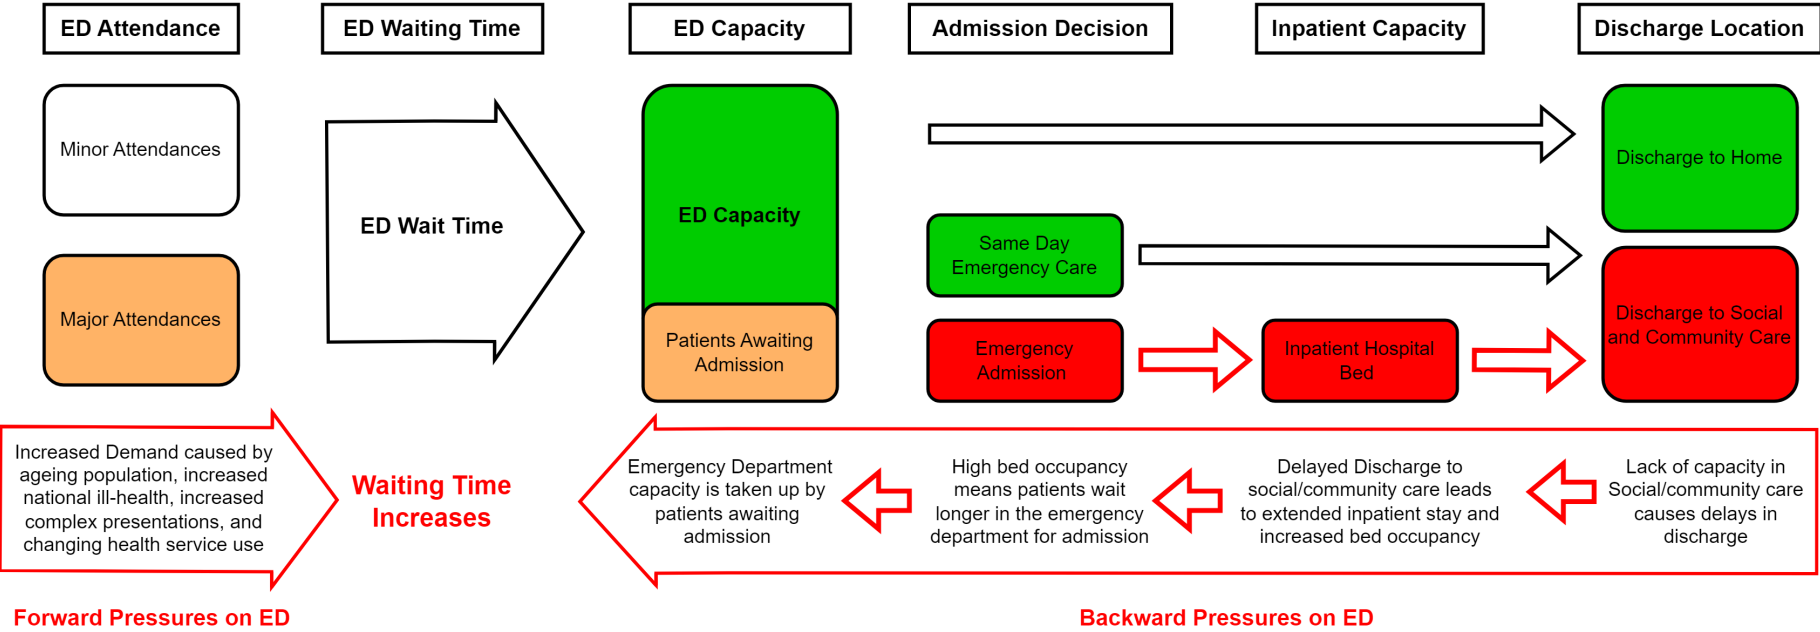 ED Attendance
ED Waiting Time
ED Capacity
Admission Decision
Inpatient Capacity
Discharge Location
Minor Attendances
Major Attendances
ED Wait Time
ED Capacity
Patients Awaiting
Admission
Same Day
Emergency Care
Emergency
Admission
Inpatient Hospital
Bed
Discharge to Home
Discharge to Social
and Community Care
Increased Demand caused by
ageing population, increased
national ill-health, increased
complex presentations, and
changing health service use
Waiting Time
Increases
Emergency Department
capacity is taken up by
patients awaiting
admission
High bed occupancy
means patients wait
longer in the emergency
department for admission
Delayed Discharge to
social/community care leads
to extended inpatient stay and
increased bed occupancy
Lack of capacity in
Social/community care
causes delays in
discharge
Forward Pressures on ED
Backward Pressures on ED